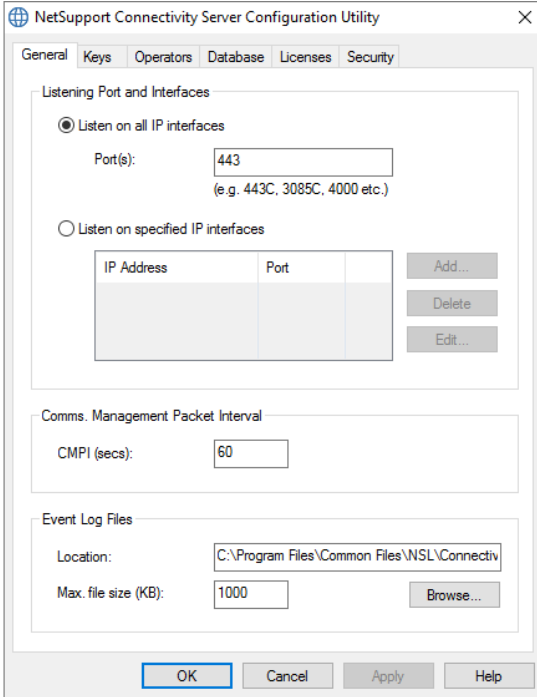 NetSupport Connectivity Server Configuration Utility
General Keys Operators Database Licenses Security
Listening Port and Interfaces
Listen on all IP interfaces
Port(s): 443
(e.g. 443C, 3085C, 4000 etc.)
Listen on specified IP interfaces
IP Address Port
Add...
Delete
Edit...
Comms. Management Packet Interval
CMPI (secs): 60
Event Log Files
Location: C:\Program Files\Common Files\NSL\Connectiv
Max. file size (KB): 1000 Browse...
OK Cancel Apply Help